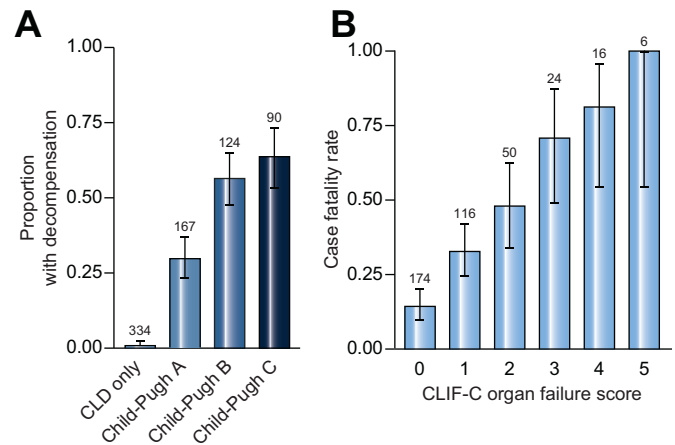 A
Proportion
with decompensation
1.00
0.75
0.50
0.25
0.00
334
167
124
90
CLD only
Child-Pugh A
Child-Pugh B
Child-Pugh C
B
Case fatality rate
1.00
0.75
0.50
0.25
0.00
174
116
50
24
16
6
0 1 2 3 4 5
CLIF-C organ failure score